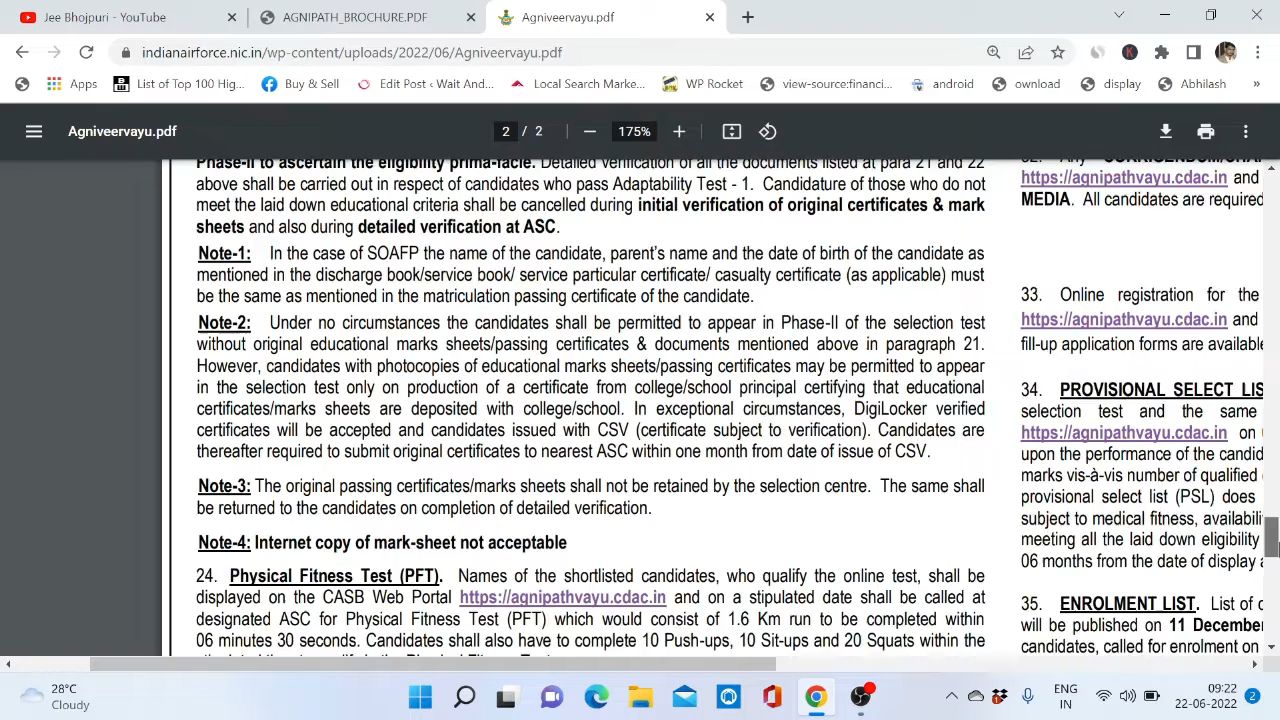 Jee Bhojpuri - YouTube
AGNIPATH_BROCHURE.PDF
Agniveervayu.pdf
indianairforce.nic.in/wp-content/uploads/2022/06/Agniveervayu.pdf
K
Apps
List of Top 100 Hig...
Buy & Sell
Edit Post ‹ Wait And...
Local Search Marke...
WP Rocket
view-source:financi...
android
ownload
display
Abhilash
»
Agniveervayu.pdf
2 / 2
175%
Phase-II to ascertain the eligibility prima-facie. Detailed verification of all the documents listed at para 21 and 22
above shall be carried out in respect of candidates who pass Adaptability Test - 1. Candidature of those who do not
meet the laid down educational criteria shall be cancelled during initial verification of original certificates & mark
sheets and also during detailed verification at ASC.
Note-1: In the case of SOAFP the name of the candidate, parent's name and the date of birth of the candidate as
mentioned in the discharge book/service book/ service particular certificate/ casualty certificate (as applicable) must
be the same as mentioned in the matriculation passing certificate of the candidate.
Note-2: Under no circumstances the candidates shall be permitted to appear in Phase-II of the selection test
without original educational marks sheets/passing certificates & documents mentioned above in paragraph 21.
However, candidates with photocopies of educational marks sheets/passing certificates may be permitted to appear
in the selection test only on production of a certificate from college/school principal certifying that educational
certificates/marks sheets are deposited with college/school. In exceptional circumstances, DigiLocker verified
certificates will be accepted and candidates issued with CSV (certificate subject to verification). Candidates are
thereafter required to submit original certificates to nearest ASC within one month from date of issue of CSV.
Note-3: The original passing certificates/marks sheets shall not be retained by the selection centre. The same shall
be returned to the candidates on completion of detailed verification.
Note-4: Internet copy of mark-sheet not acceptable
24. Physical Fitness Test (PFT). Names of the shortlisted candidates, who qualify the online test, shall be
displayed on the CASB Web Portal https://agnipathvayu.cdac.in and on a stipulated date shall be called at
designated ASC for Physical Fitness Test (PFT) which would consist of 1.6 Km run to be completed within
06 minutes 30 seconds. Candidates shall also have to complete 10 Push-ups, 10 Sit-ups and 20 Squats within the
https://agnipathvayu.cdac.in and
MEDIA. All candidates are required
33. Online registration for the
https://agnipathvayu.cdac.in and
fill-up application forms are available
34. PROVISIONAL SELECT LIS
selection test and the same
https://agnipathvayu.cdac.in on
upon the performance of the candid
marks vis-à-vis number of qualified
provisional select list (PSL) does
subject to medical fitness, availabili
meeting all the laid down eligibility
06 months from the date of display
35. ENROLMENT LIST. List of c
will be published on 11 December
candidates, called for enrolment on
28°C
Cloudy
ENG
IN
09:22
22-06-2022
2